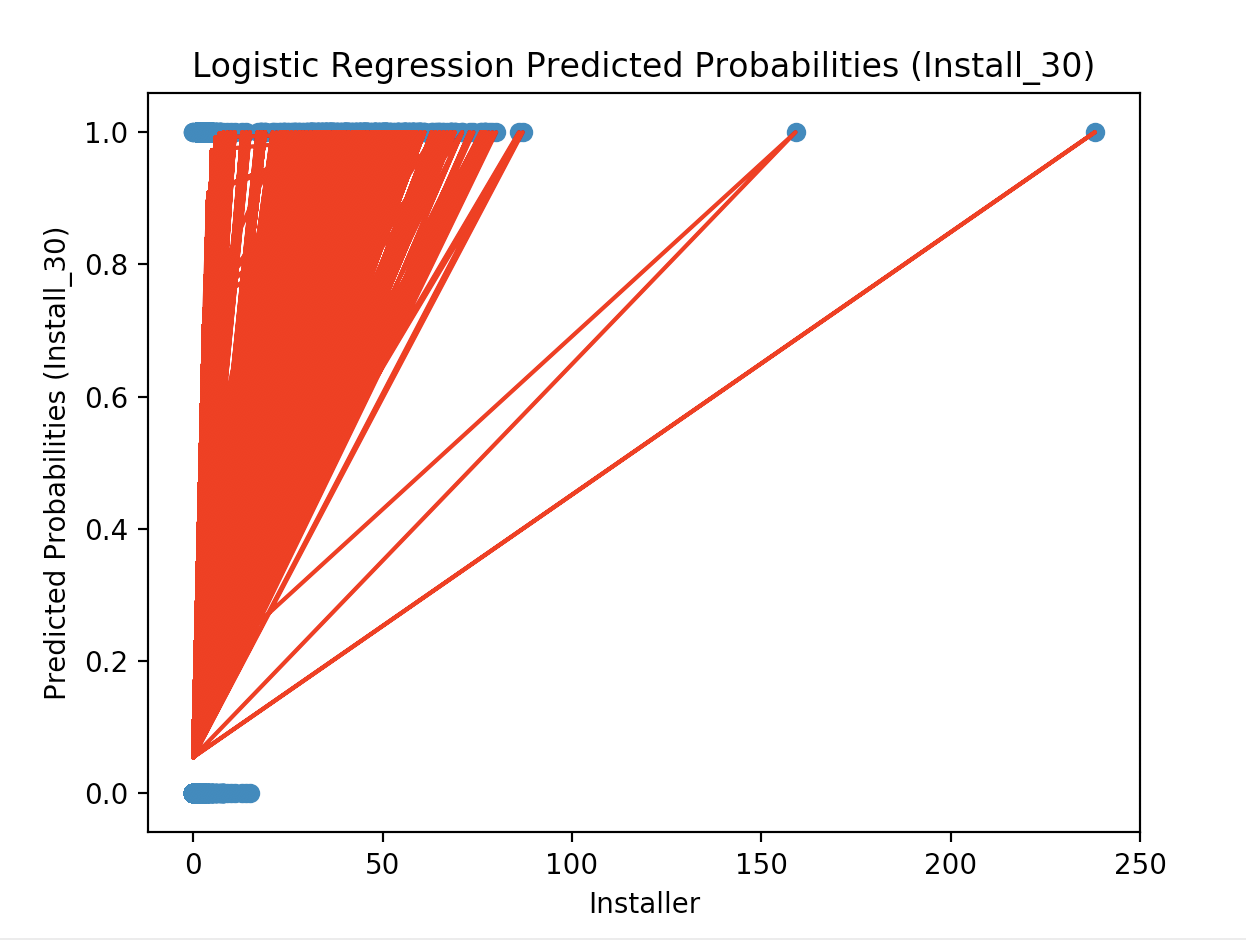 Logistic Regression Predicted Probabilities (Install_30)
Predicted Probabilities (Install_30)
1.0
0.8
0.6
0.4
0.2
0.0
0 50 100 150 200 250
Installer